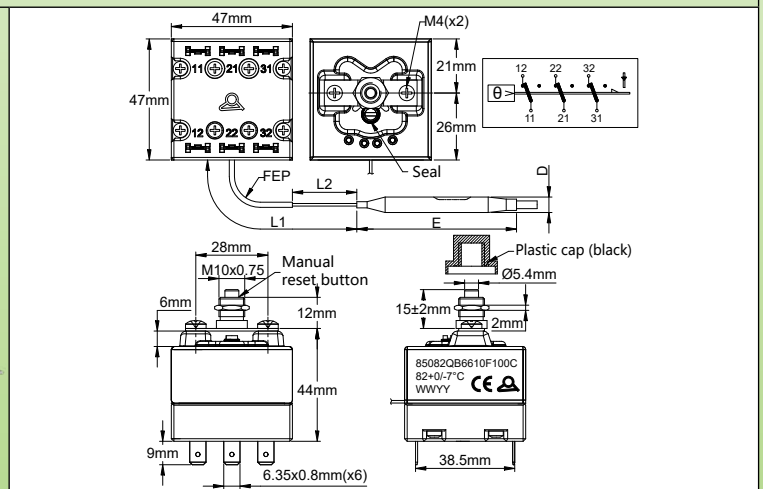 47mm
M4(x2)
11 21 31
47mm
12 22 32
21mm
26mm
Seal
12 22 32
θ
11 21 31
FEP
L2
L1
E
D
28mm
M10x0.75
Manual
reset button
6mm
12mm
44mm
9mm
6.35x0.8mm(x6)
Plastic cap (black)
Ø5.4mm
15±2mm
2mm
85082QB6610F100C
82+0/-7°C
WWYY
CE
38.5mm